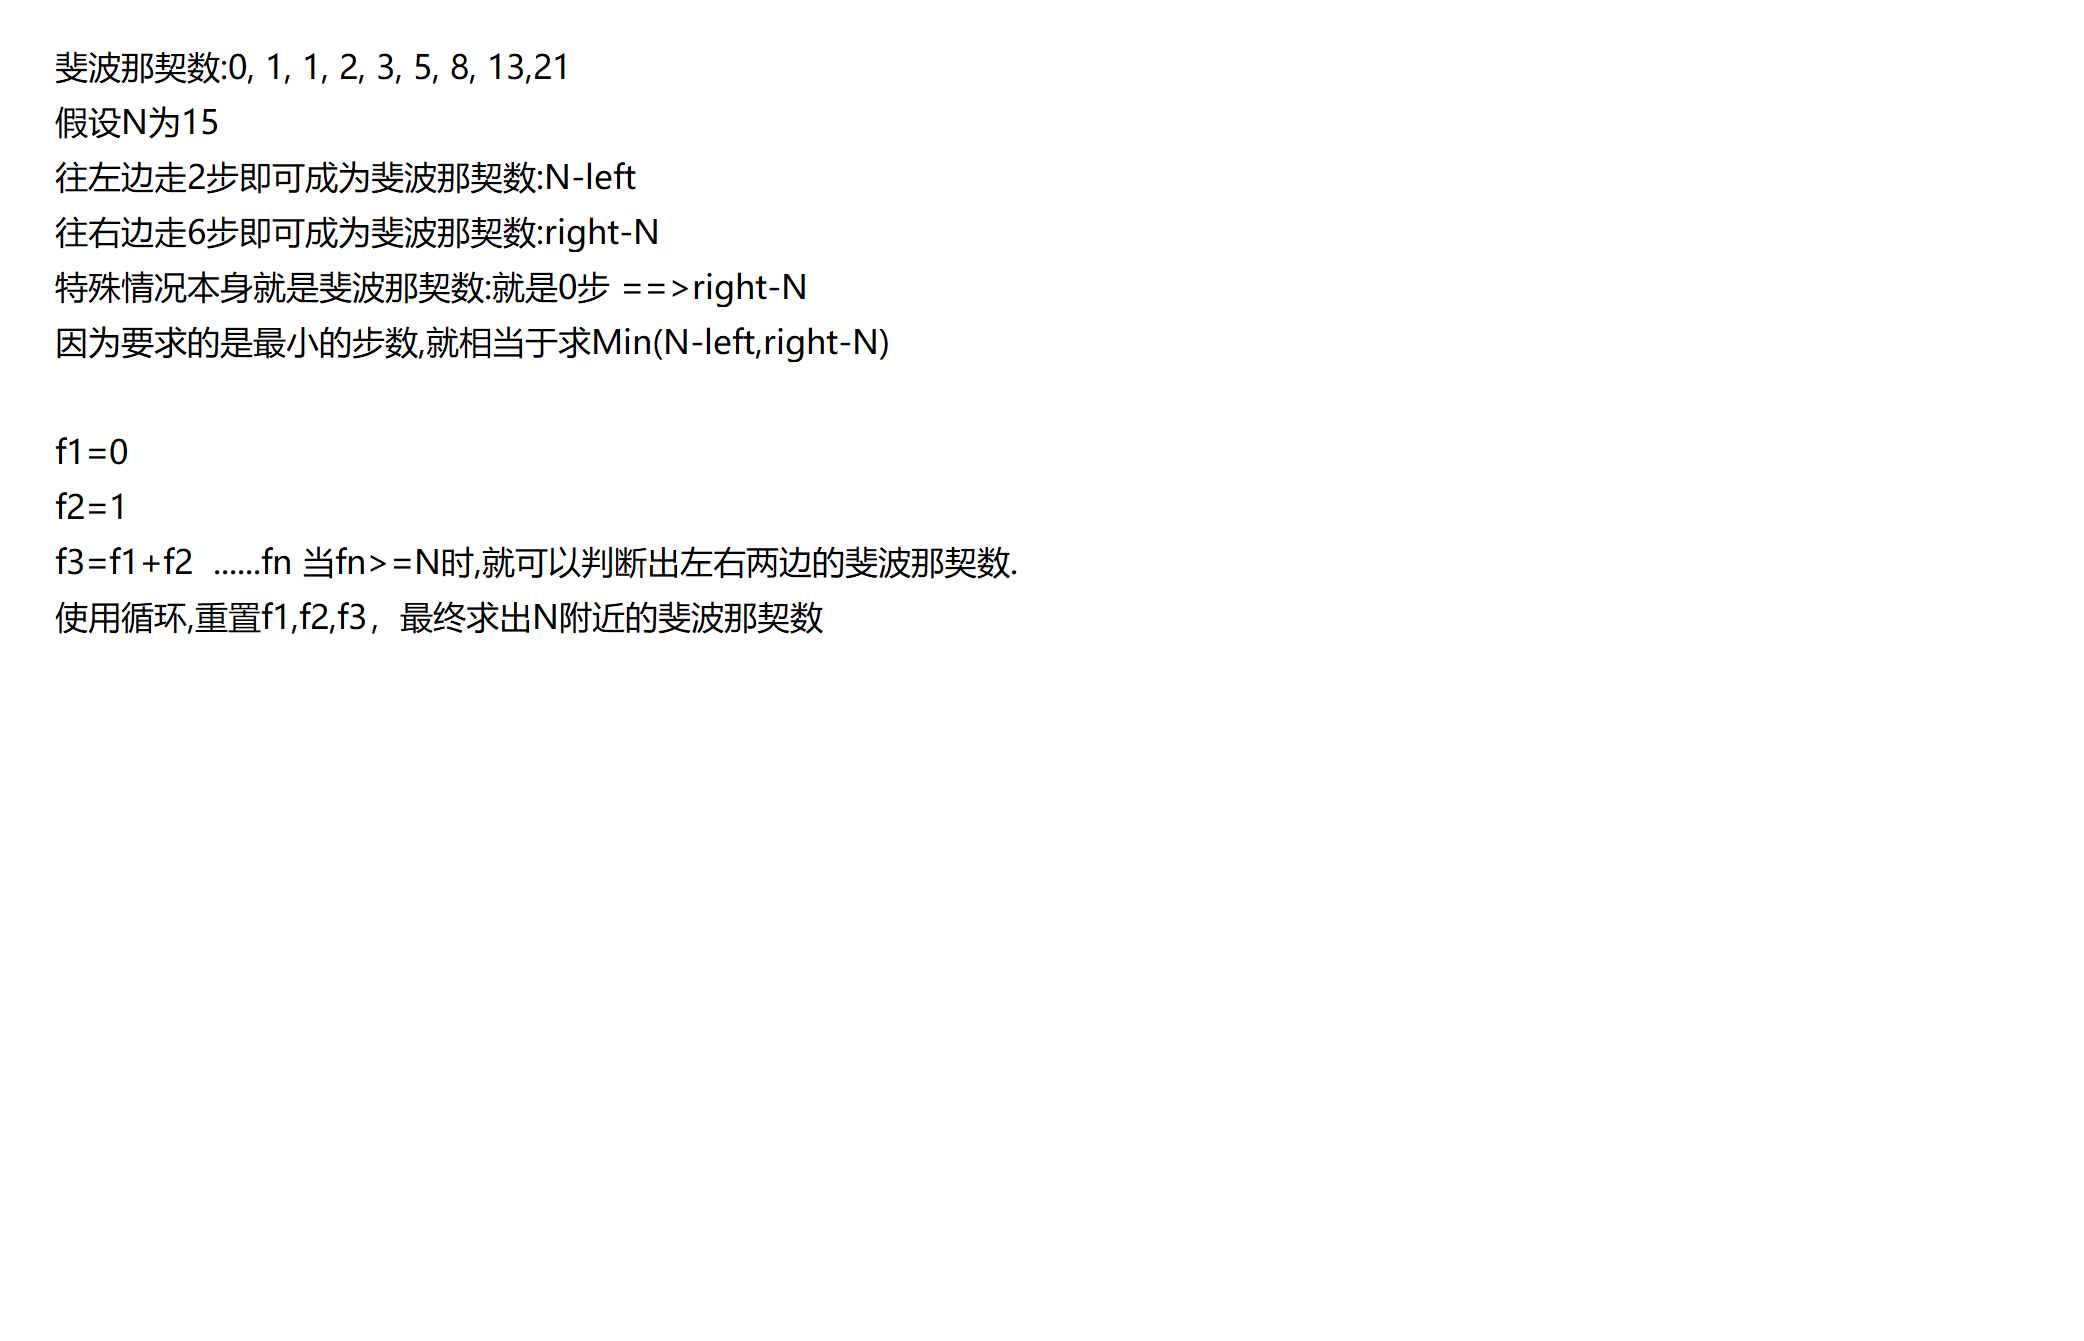 斐波那契数:0, 1, 1, 2, 3, 5, 8, 13,21
假设N为15
往左边走2步即可成为斐波那契数:N-left
往右边走6步即可成为斐波那契数:right-N
特殊情况本身就是斐波那契数:就是0步 ==>right-N
因为要求的是最小的步数,就相当于求Min(N-left,right-N)
f1=0
f2=1
f3=f1+f2  ......fn 当fn>=N时,就可以判断出左右两边的斐波那契数.
使用循环,重置f1,f2,f3，最终求出N附近的斐波那契数